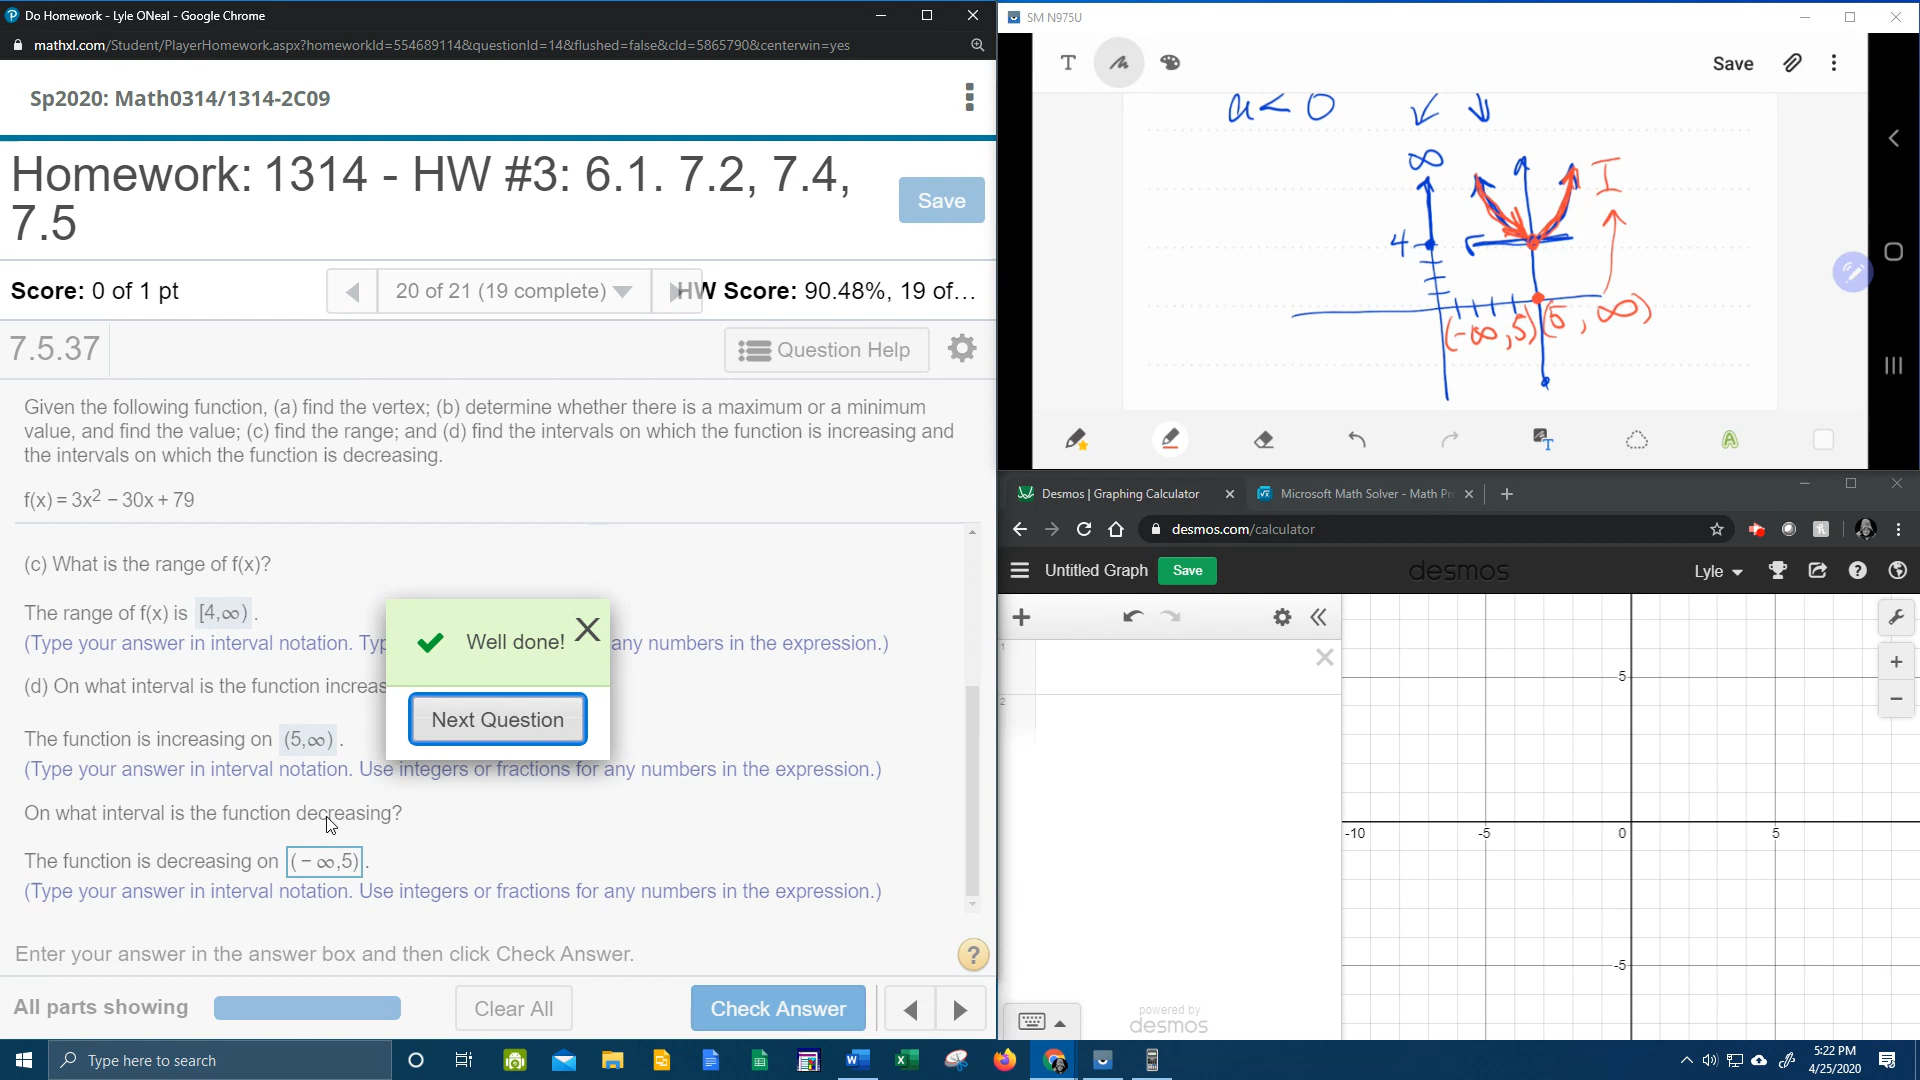 Do Homework - Lyle ONeal - Google Chrome
mathxl.com/Student/PlayerHomework.aspx?homeworkId=554689114&questionId=14&flushed=false&cId=5865790&centerwin=yes
Sp2020: Math0314/1314-2C09
Homework: 1314 - HW #3: 6.1. 7.2, 7.4,
7.5
Save
Score: 0 of 1 pt
20 of 21 (19 complete)
HW Score: 90.48%, 19 of…
7.5.37
Question Help
Given the following function, (a) find the vertex; (b) determine whether there is a maximum or a minimum
value, and find the value; (c) find the range; and (d) find the intervals on which the function is increasing and
the intervals on which the function is decreasing.
f(x) = 3x² − 30x + 79
(c) What is the range of f(x)?
The range of f(x) is [4,∞).
(Type your answer in interval notation. Typ
any numbers in the expression.)
(d) On what interval is the function increas
Well done!
Next Question
The function is increasing on (5,∞).
(Type your answer in interval notation. Use integers or fractions for any numbers in the expression.)
On what interval is the function decreasing?
The function is decreasing on (−∞,5).
(Type your answer in interval notation. Use integers or fractions for any numbers in the expression.)
Enter your answer in the answer box and then click Check Answer.
?
All parts showing
Clear All
Check Answer
SM N975U
T
Save
a < 0
∞
I
4
(-∞,5)(5,∞)
T
A
Desmos | Graphing Calculator
Microsoft Math Solver - Math Pr
desmos.com/calculator
Untitled Graph
Save
desmos
Lyle
1
2
5
-10
-5
0
5
-5
powered by
desmos
Type here to search
5:22 PM
4/25/2020